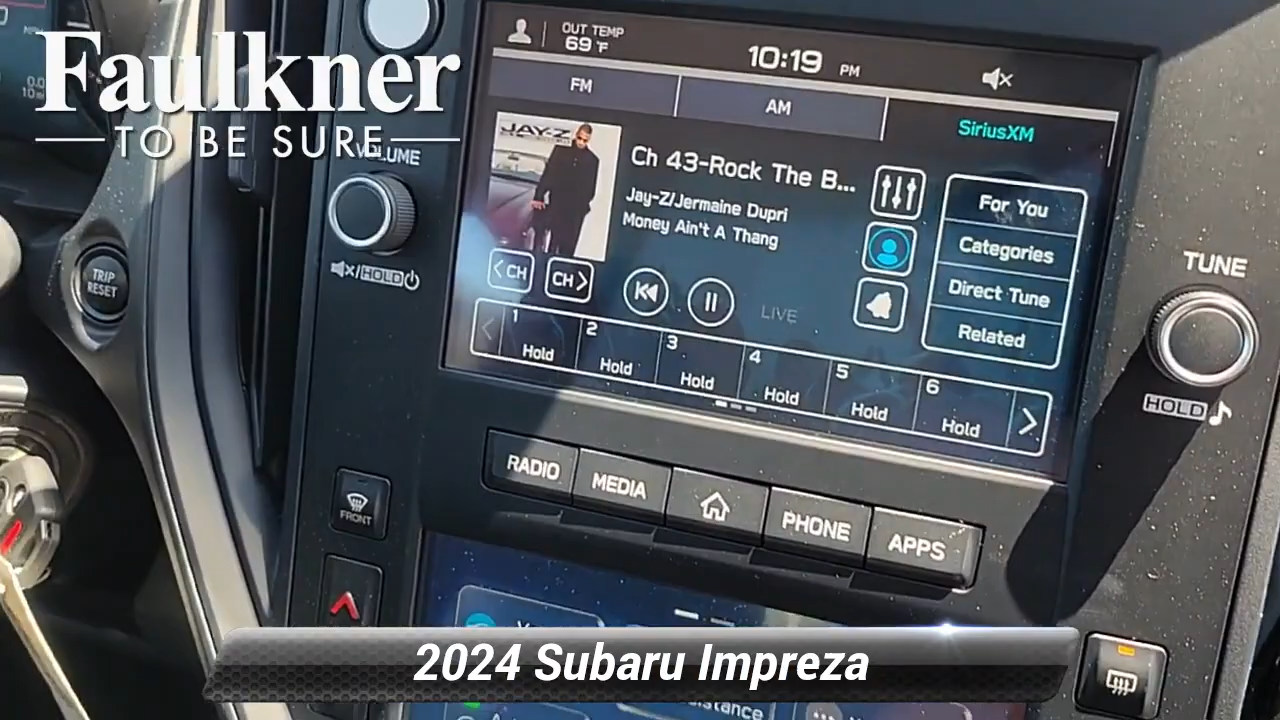 Faulkner
TO BE SURE
OUT TEMP
69 °F
10:19 PM
FM
AM
SiriusXM
JAY-Z
Ch 43-Rock The B...
Jay-Z/Jermaine Dupri
Money Ain't A Thang
For You
Categories
Direct Tune
Related
<CH
CH>
LIVE
1 Hold
2 Hold
3 Hold
4 Hold
5 Hold
6 Hold
VOLUME
/HOLD
TRIP
RESET
TUNE
HOLD
RADIO
MEDIA
PHONE
APPS
FRONT
2024 Subaru Impreza